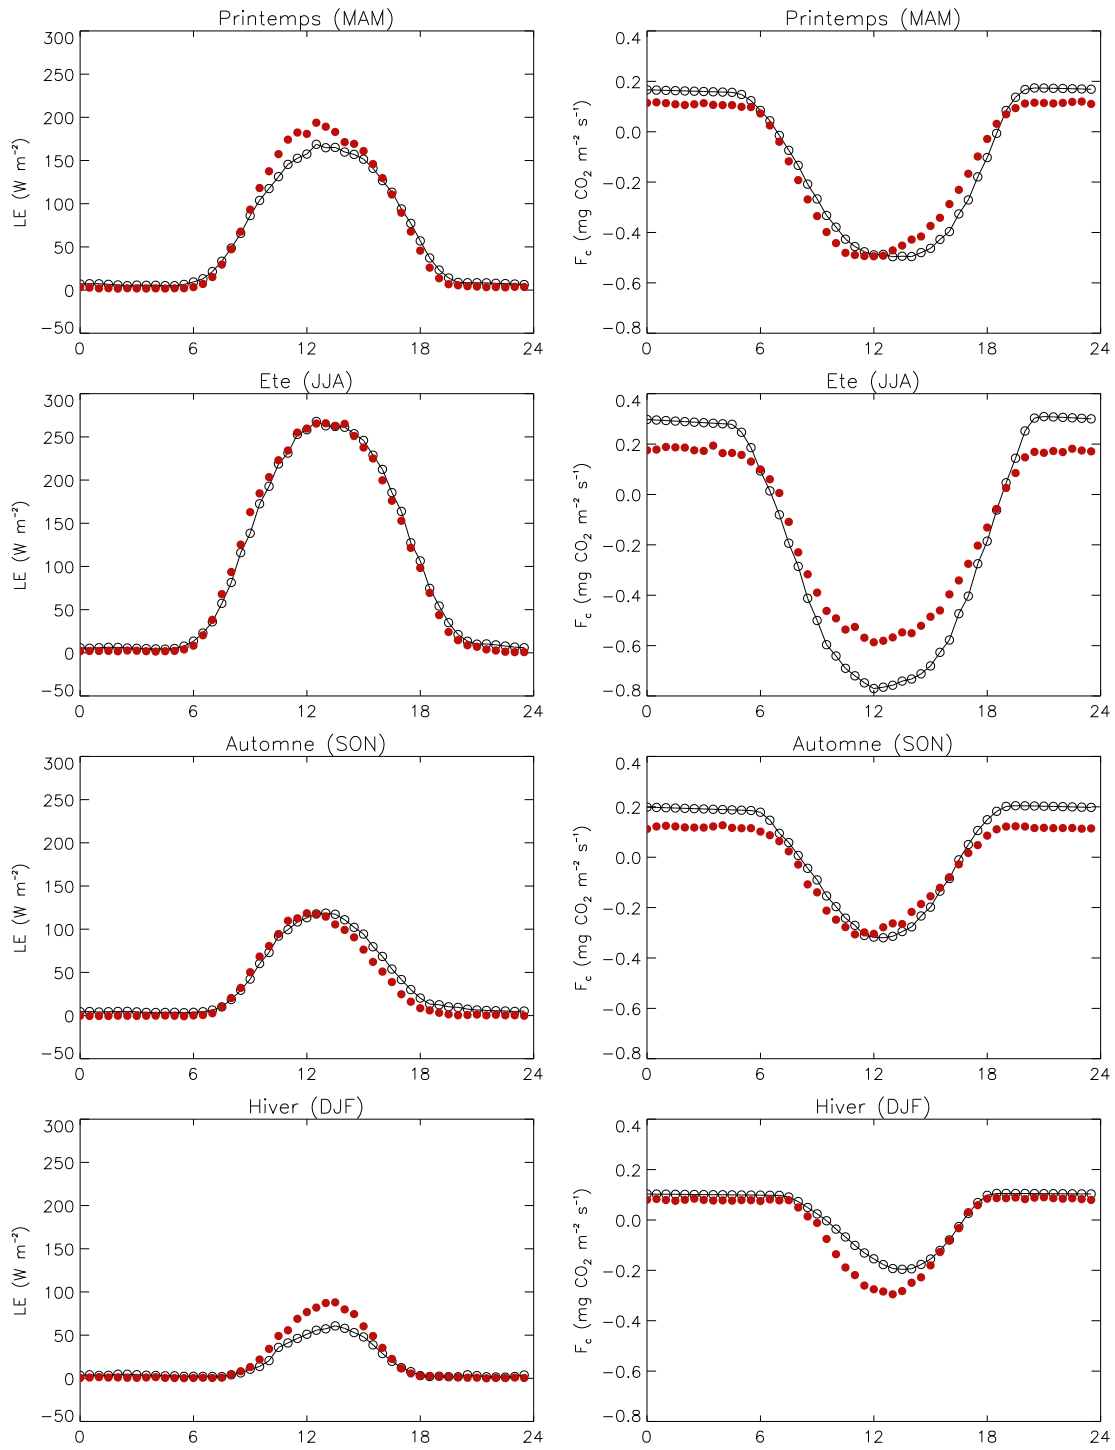 Printemps (MAM)
LE (W m⁻²)
300
250
200
150
100
50
0
−50
0 6 12 18 24
Printemps (MAM)
F_c (mg CO₂ m⁻² s⁻¹)
0.4
0.2
0.0
−0.2
−0.4
−0.6
−0.8
0 6 12 18 24
Ete (JJA)
LE (W m⁻²)
300
250
200
150
100
50
0
−50
0 6 12 18 24
Ete (JJA)
F_c (mg CO₂ m⁻² s⁻¹)
0.4
0.2
0.0
−0.2
−0.4
−0.6
−0.8
0 6 12 18 24
Automne (SON)
LE (W m⁻²)
300
250
200
150
100
50
0
−50
0 6 12 18 24
Automne (SON)
F_c (mg CO₂ m⁻² s⁻¹)
0.4
0.2
0.0
−0.2
−0.4
−0.6
−0.8
0 6 12 18 24
Hiver (DJF)
LE (W m⁻²)
300
250
200
150
100
50
0
−50
0 6 12 18 24
Hiver (DJF)
F_c (mg CO₂ m⁻² s⁻¹)
0.4
0.2
0.0
−0.2
−0.4
−0.6
−0.8
0 6 12 18 24